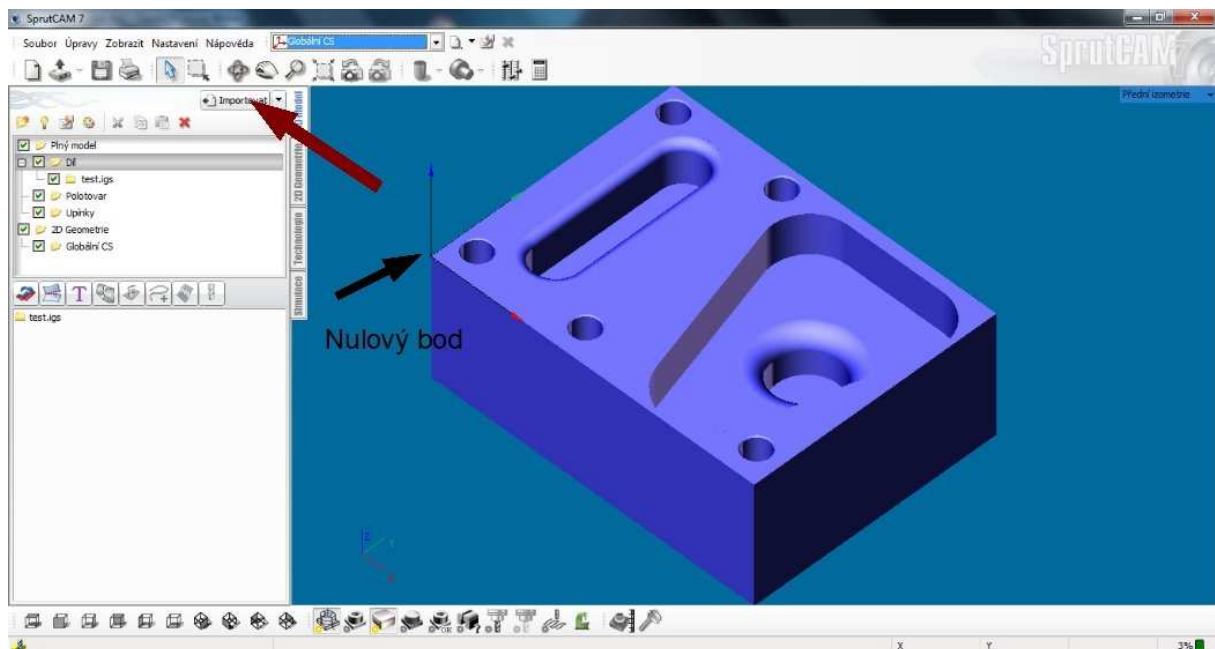 SprutCAM 7
Soubor Úpravy Zobrazit Nastavení Nápověda
Globální CS
SprutCAM
Importovat
Přední izometrie
Plný model
Díl
test.igs
Polotovar
Upínky
2D Geometrie
Globální CS
2D Geometrie
Technologie
Simulace
test.igs
Nulový bod
Z
Y
X
X Y 3%